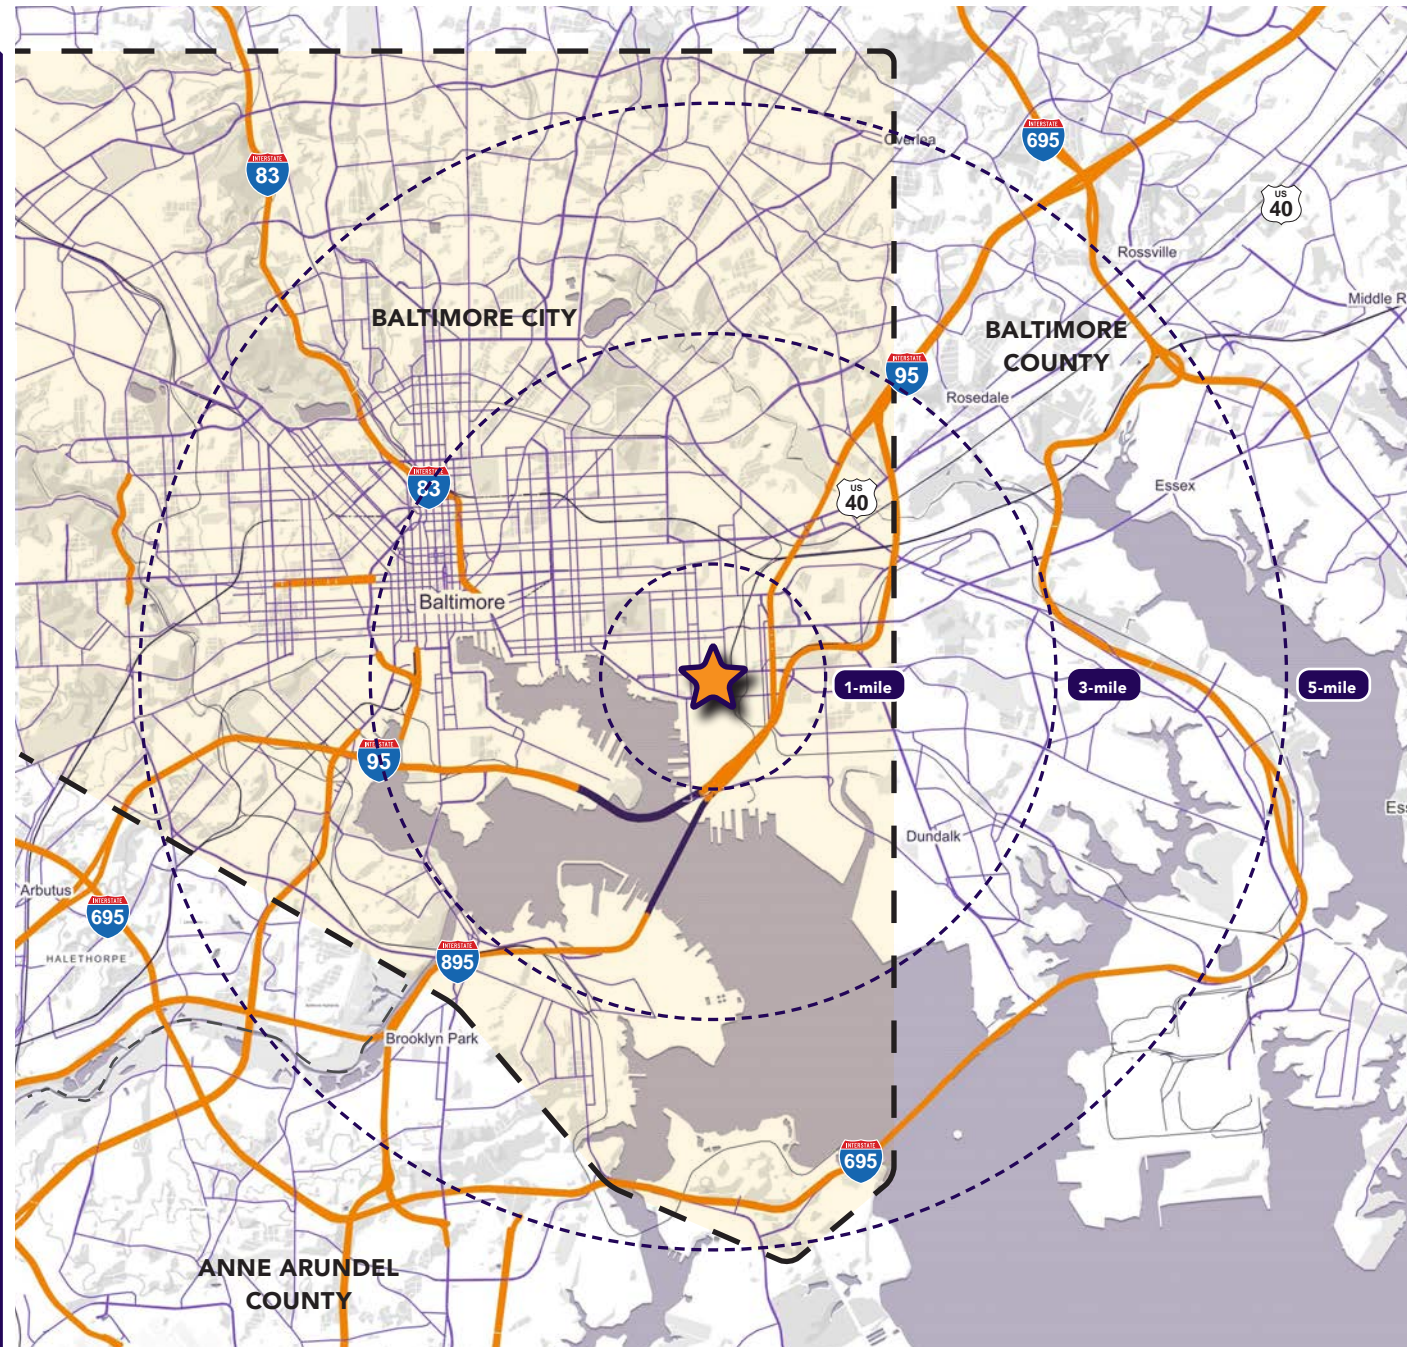 Overlea
INTERSTATE
695
INTERSTATE
83
US
40
Rossville
Middle R
BALTIMORE CITY
BALTIMORE
COUNTY
INTERSTATE
95
Rosedale
INTERSTATE
83
US
40
Essex
Baltimore
1-mile
3-mile
5-mile
INTERSTATE
95
Ess
Dundalk
Arbutus
INTERSTATE
695
HALETHORPE
INTERSTATE
895
Brooklyn Park
INTERSTATE
695
ANNE ARUNDEL
COUNTY